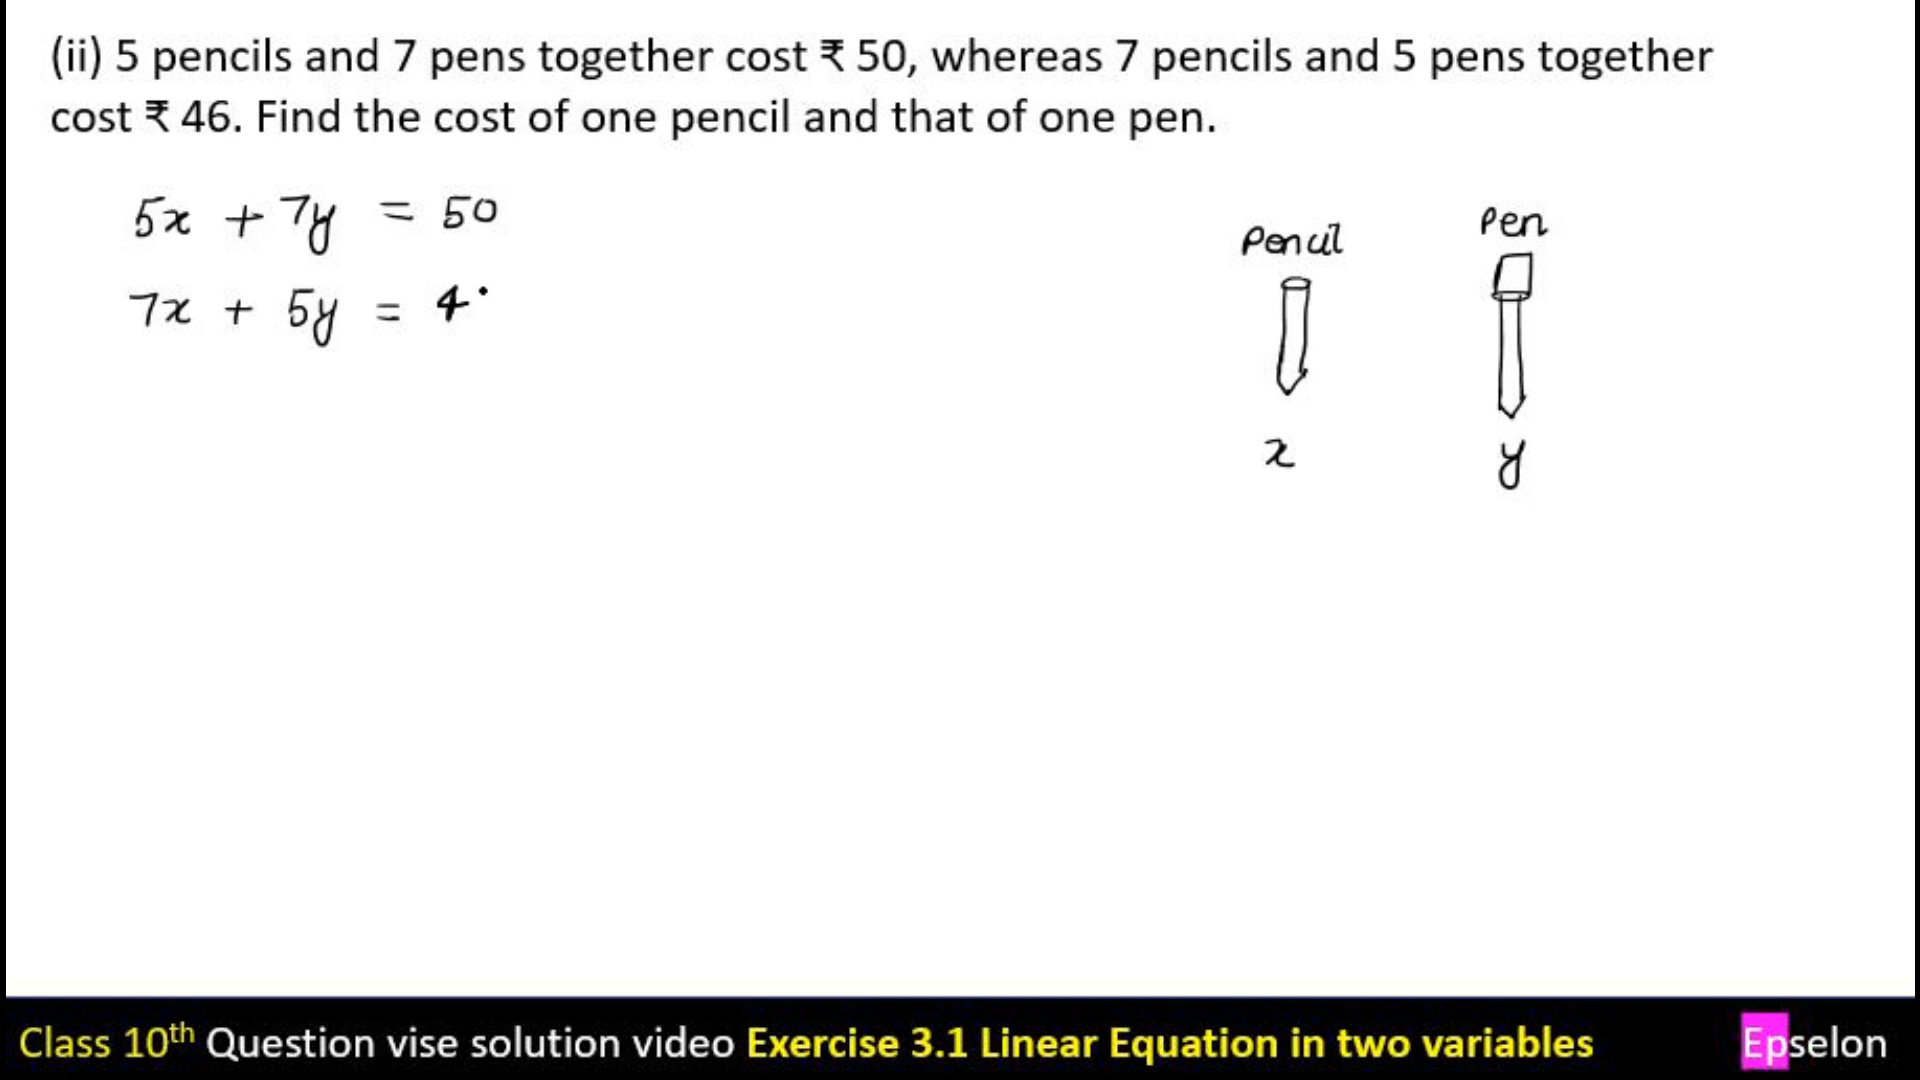 (ii) 5 pencils and 7 pens together cost ₹ 50, whereas 7 pencils and 5 pens together
cost ₹ 46. Find the cost of one pencil and that of one pen.
5x + 7y = 50
7x + 5y = 4
Pencil
Pen
x
y
Class 10th Question vise solution video Exercise 3.1 Linear Equation in two variables
Epselon